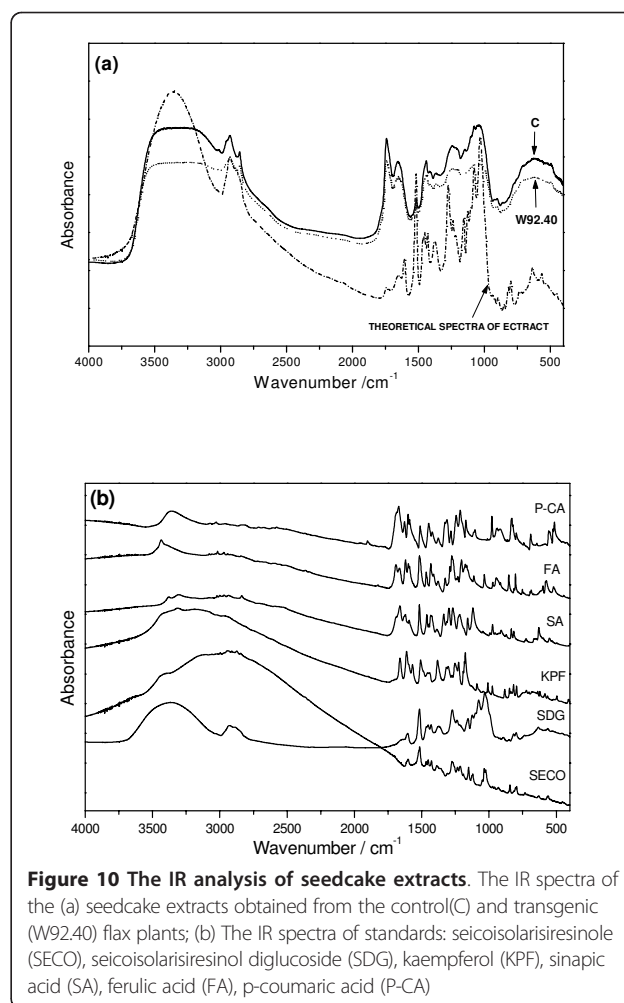 (a)
C
W92.40
THEORETICAL SPECTRA OF ECTRACT
Absorbance
4000 3500 3000 2500 2000 1500 1000 500
Wavenumber /cm-1
(b)
P-CA
FA
SA
KPF
SDG
SECO
Absorbance
4000 3500 3000 2500 2000 1500 1000 500
Wavenumber / cm-1
Figure 10 The IR analysis of seedcake extracts. The IR spectra of
the (a) seedcake extracts obtained from the control(C) and transgenic
(W92.40) flax plants; (b) The IR spectra of standards: seicoisolarisiresinole
(SECO), seicoisolarisiresinol diglucoside (SDG), kaempferol (KPF), sinapic
acid (SA), ferulic acid (FA), p-coumaric acid (P-CA)